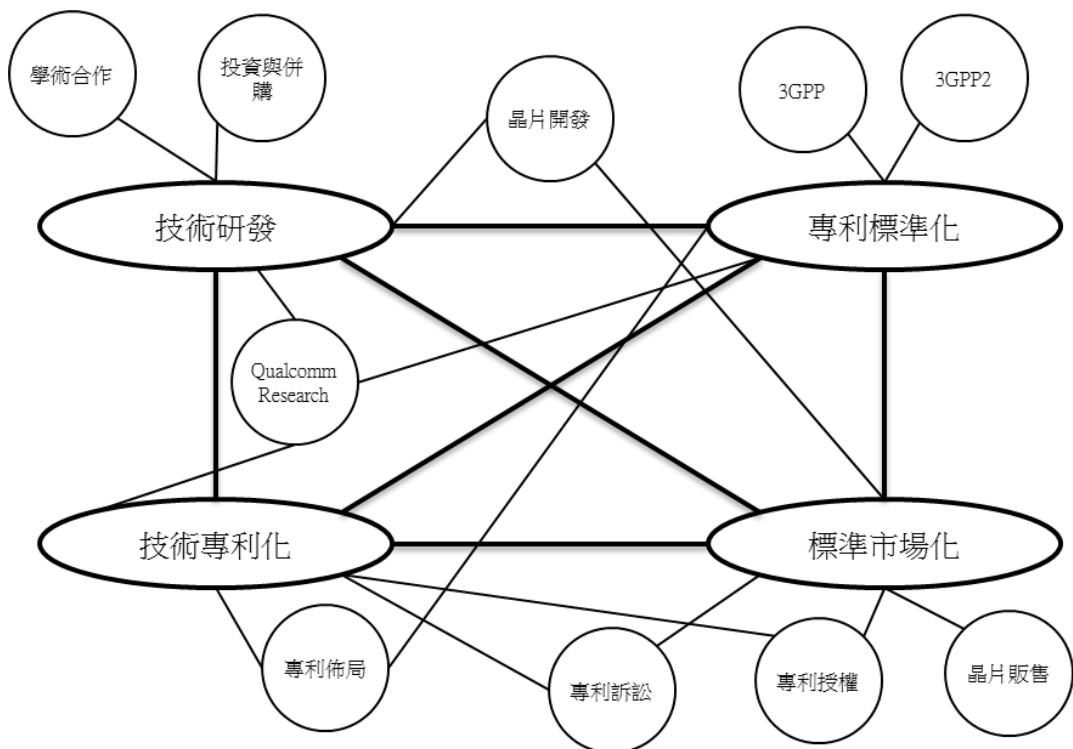 學術合作
投資與併
購
晶片開發
3GPP
3GPP2
技術研發
專利標準化
Qualcomm
Research
技術專利化
標準市場化
專利佈局
專利訴訟
專利授權
晶片販售